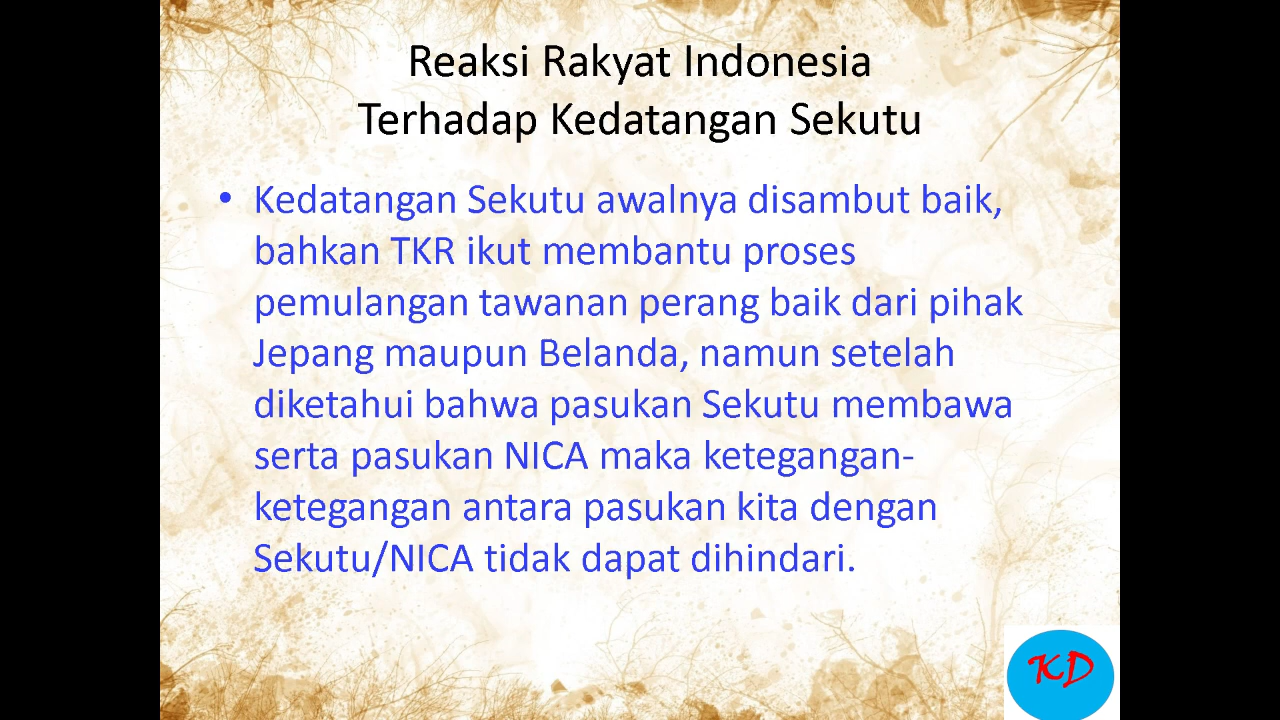 Reaksi Rakyat Indonesia
Terhadap Kedatangan Sekutu
• Kedatangan Sekutu awalnya disambut baik,
bahkan TKR ikut membantu proses
pemulangan tawanan perang baik dari pihak
Jepang maupun Belanda, namun setelah
diketahui bahwa pasukan Sekutu membawa
serta pasukan NICA maka ketegangan-
ketegangan antara pasukan kita dengan
Sekutu/NICA tidak dapat dihindari.
KD